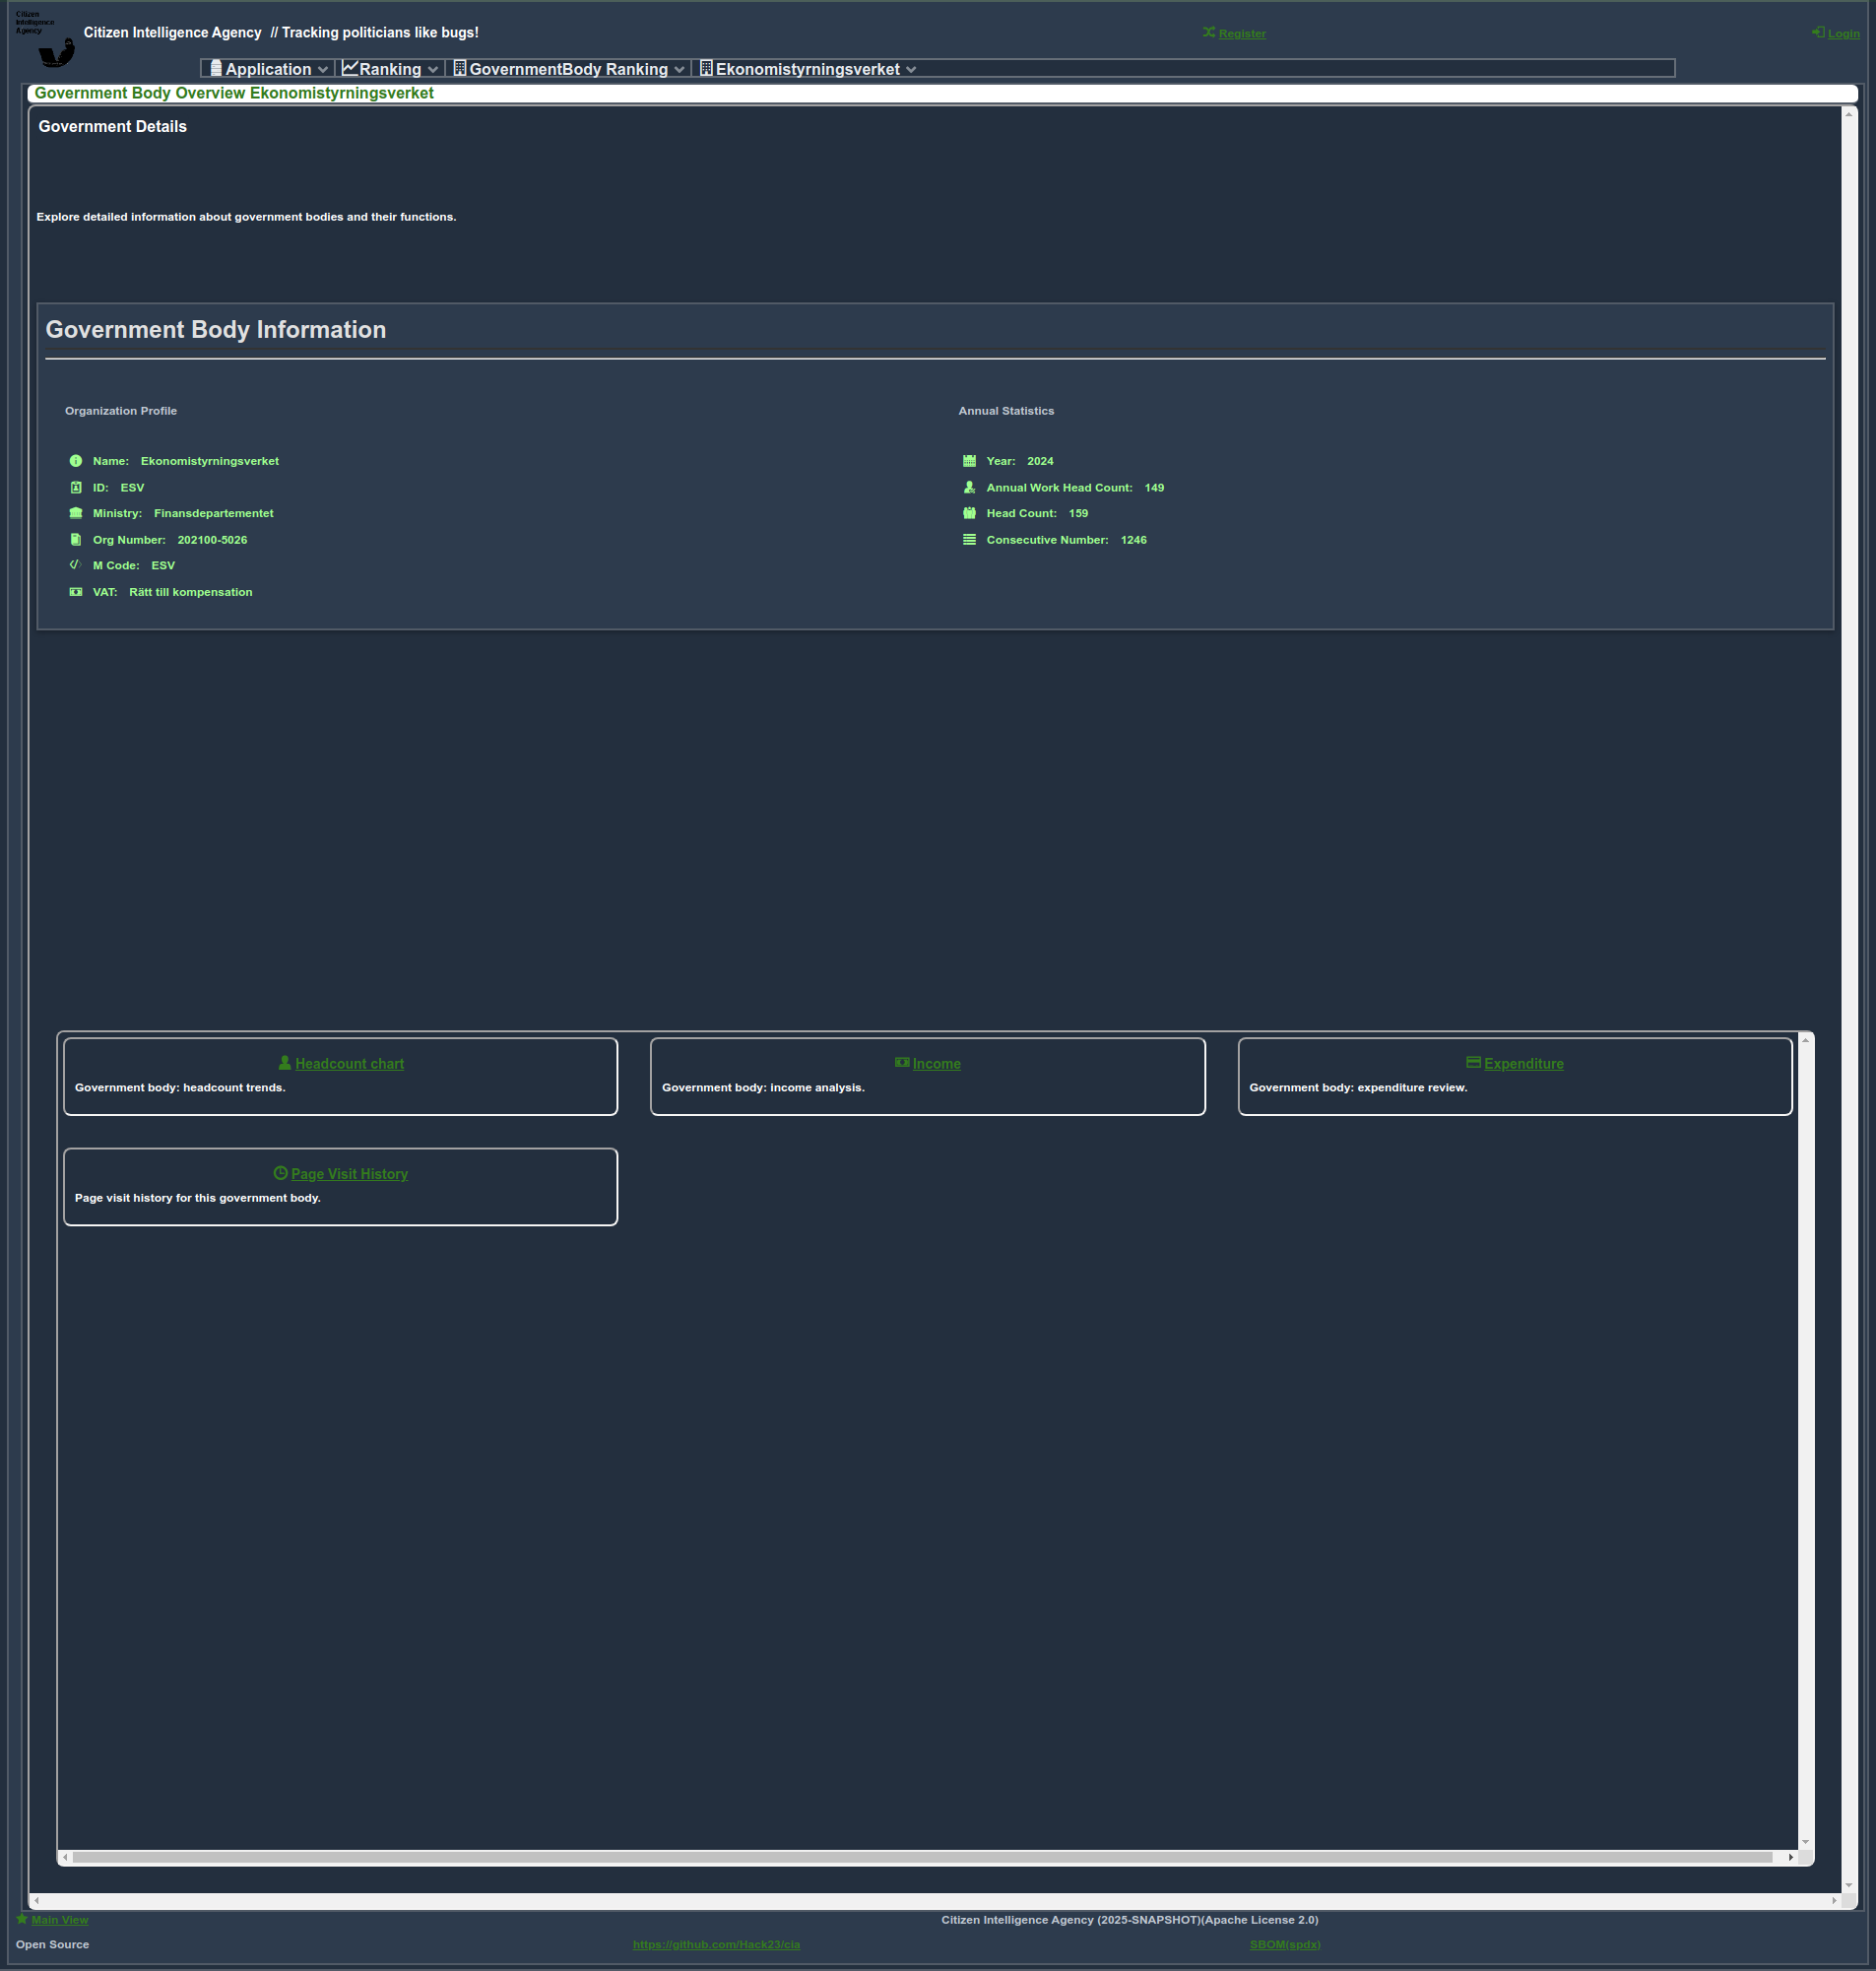 Citizen
Intelligence
Agency
Citizen Intelligence Agency // Tracking politicians like bugs!
Register
Login
Application
Ranking
GovernmentBody Ranking
Ekonomistyrningsverket
Government Body Overview Ekonomistyrningsverket
Government Details
Explore detailed information about government bodies and their functions.
Government Body Information
Organization Profile
Name: Ekonomistyrningsverket
ID: ESV
Ministry: Finansdepartementet
Org Number: 202100-5026
M Code: ESV
VAT: Rätt till kompensation
Annual Statistics
Year: 2024
Annual Work Head Count: 149
Head Count: 159
Consecutive Number: 1246
Headcount chart
Government body: headcount trends.
Income
Government body: income analysis.
Expenditure
Government body: expenditure review.
Page Visit History
Page visit history for this government body.
Main View
Citizen Intelligence Agency (2025-SNAPSHOT)(Apache License 2.0)
Open Source
https://github.com/Hack23/cia
SBOM(spdx)